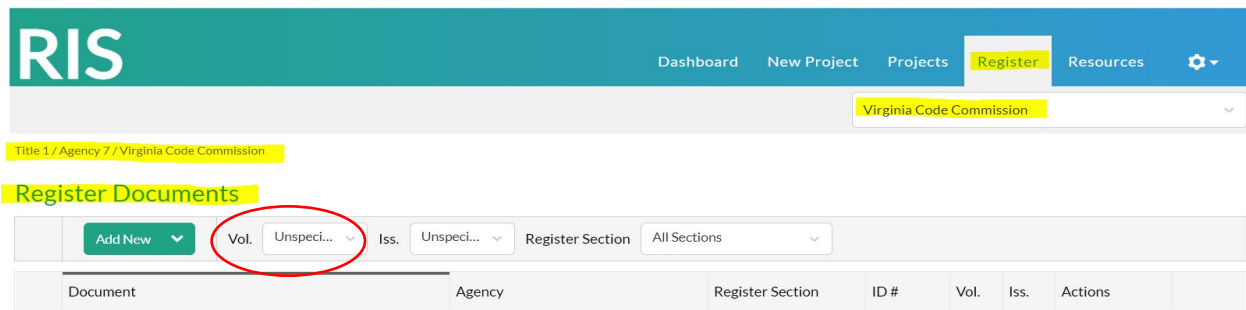 RIS
Dashboard New Project Projects Register Resources
Virginia Code Commission
Title 1 / Agency 7 / Virginia Code Commission
Register Documents
Add New Vol. Unspeci... Iss. Unspeci... Register Section All Sections
Document Agency Register Section ID # Vol. Iss. Actions